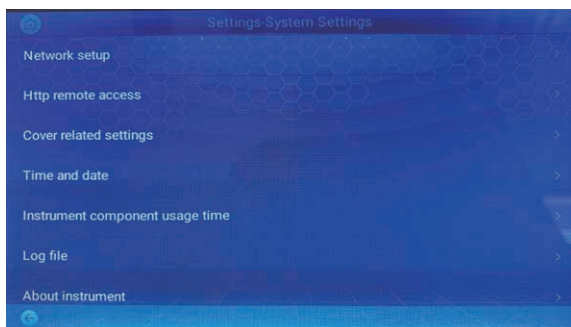 Settings-System Settings
Network setup
Http remote access
Cover related settings
Time and date
Instrument component usage time
Log file
About instrument